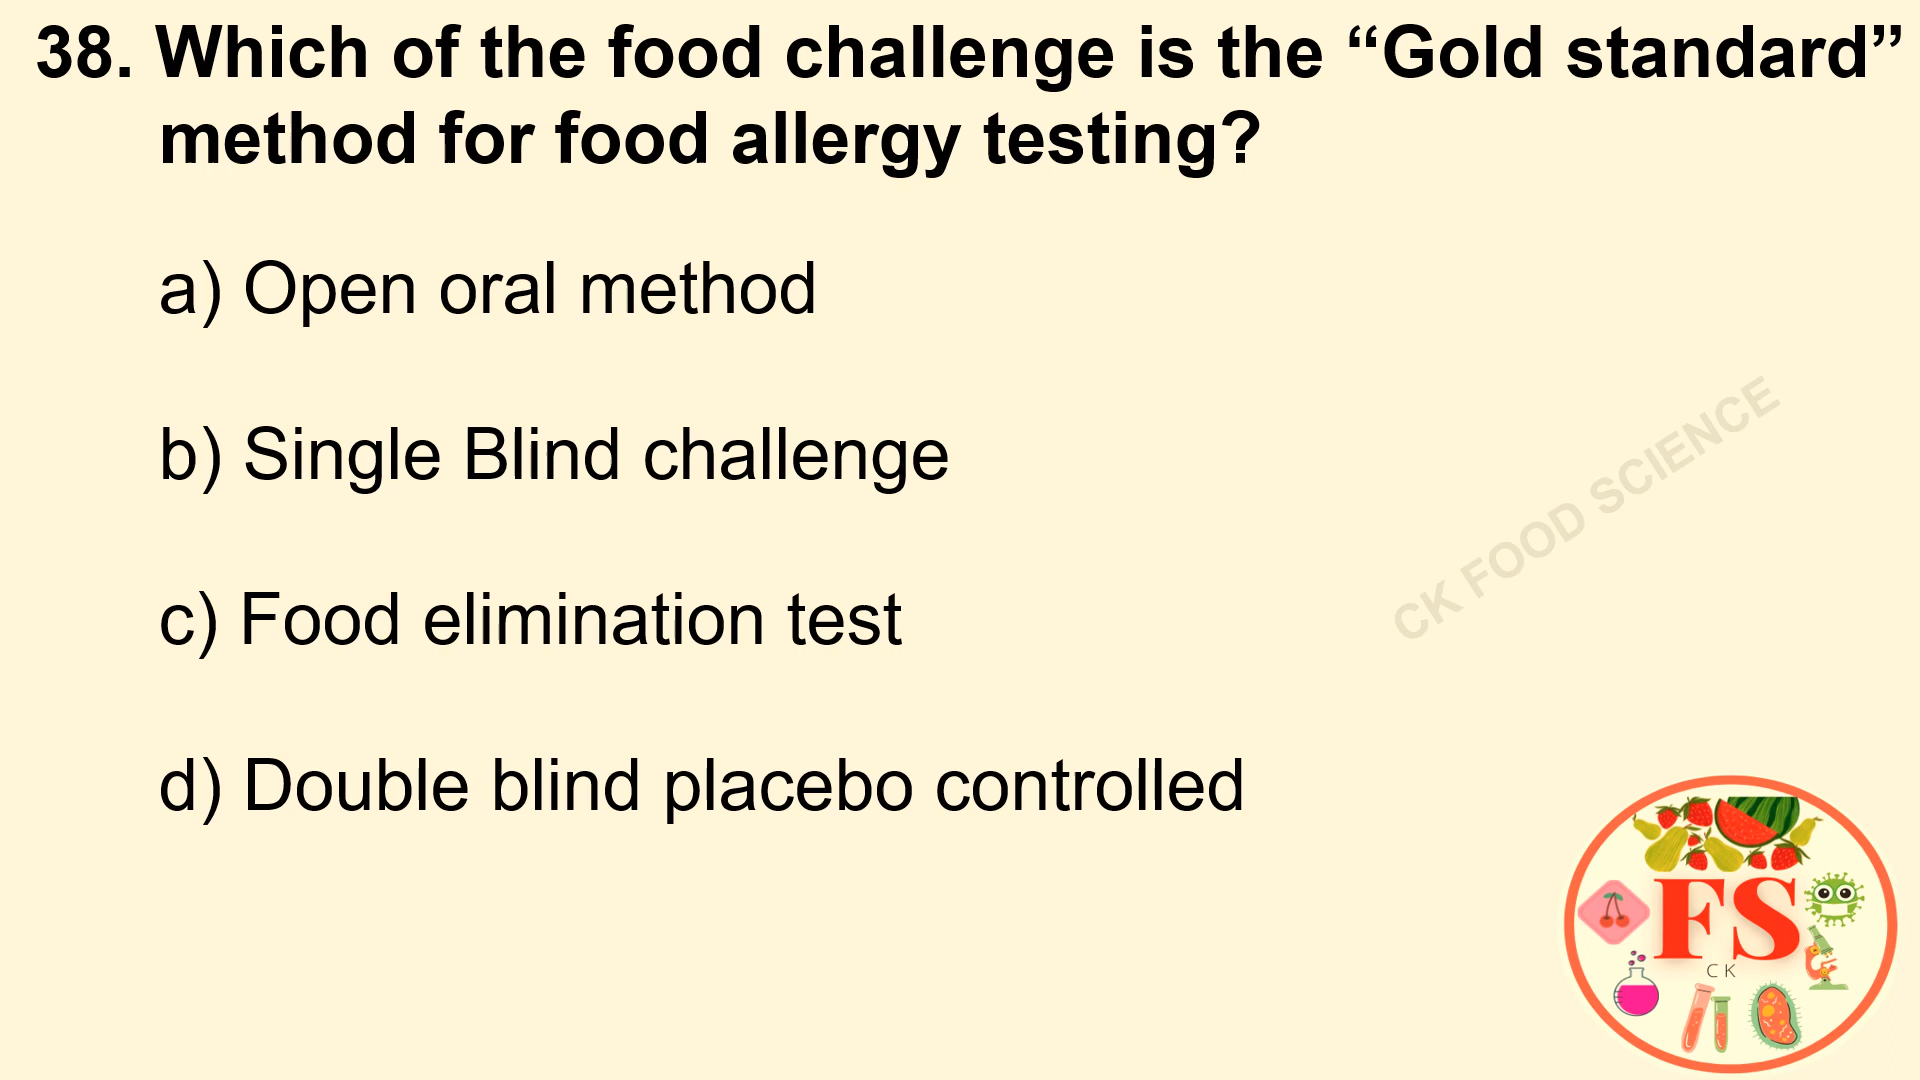 38. Which of the food challenge is the “Gold standard”
method for food allergy testing?
a) Open oral method
b) Single Blind challenge
c) Food elimination test
d) Double blind placebo controlled
CK FOOD SCIENCE
FS
CK